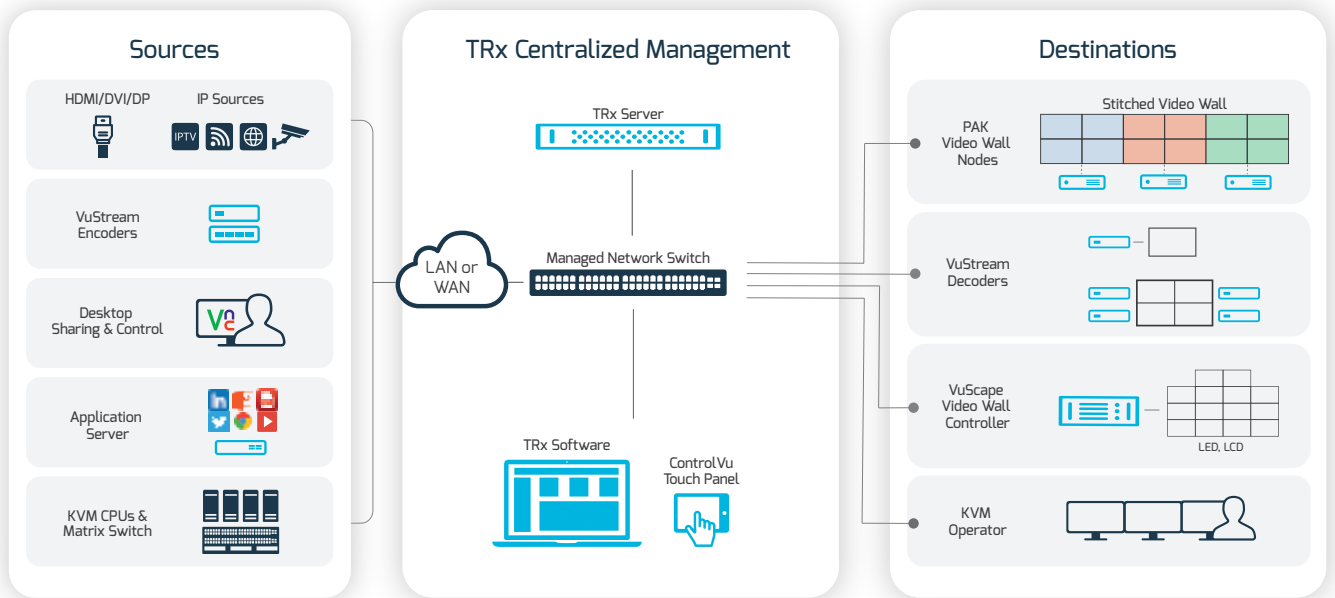 Sources
HDMI/DVI/DP
IP Sources
IPTV
VuStream
Encoders
Desktop
Sharing & Control
Vnc
Application
Server
KVM CPUs &
Matrix Switch
LAN or
WAN
TRx Centralized Management
TRx Server
Managed Network Switch
TRx Software
ControlVu
Touch Panel
Destinations
PAK
Video Wall
Nodes
Stitched Video Wall
VuStream
Decoders
VuScape
Video Wall
Controller
LED, LCD
KVM
Operator